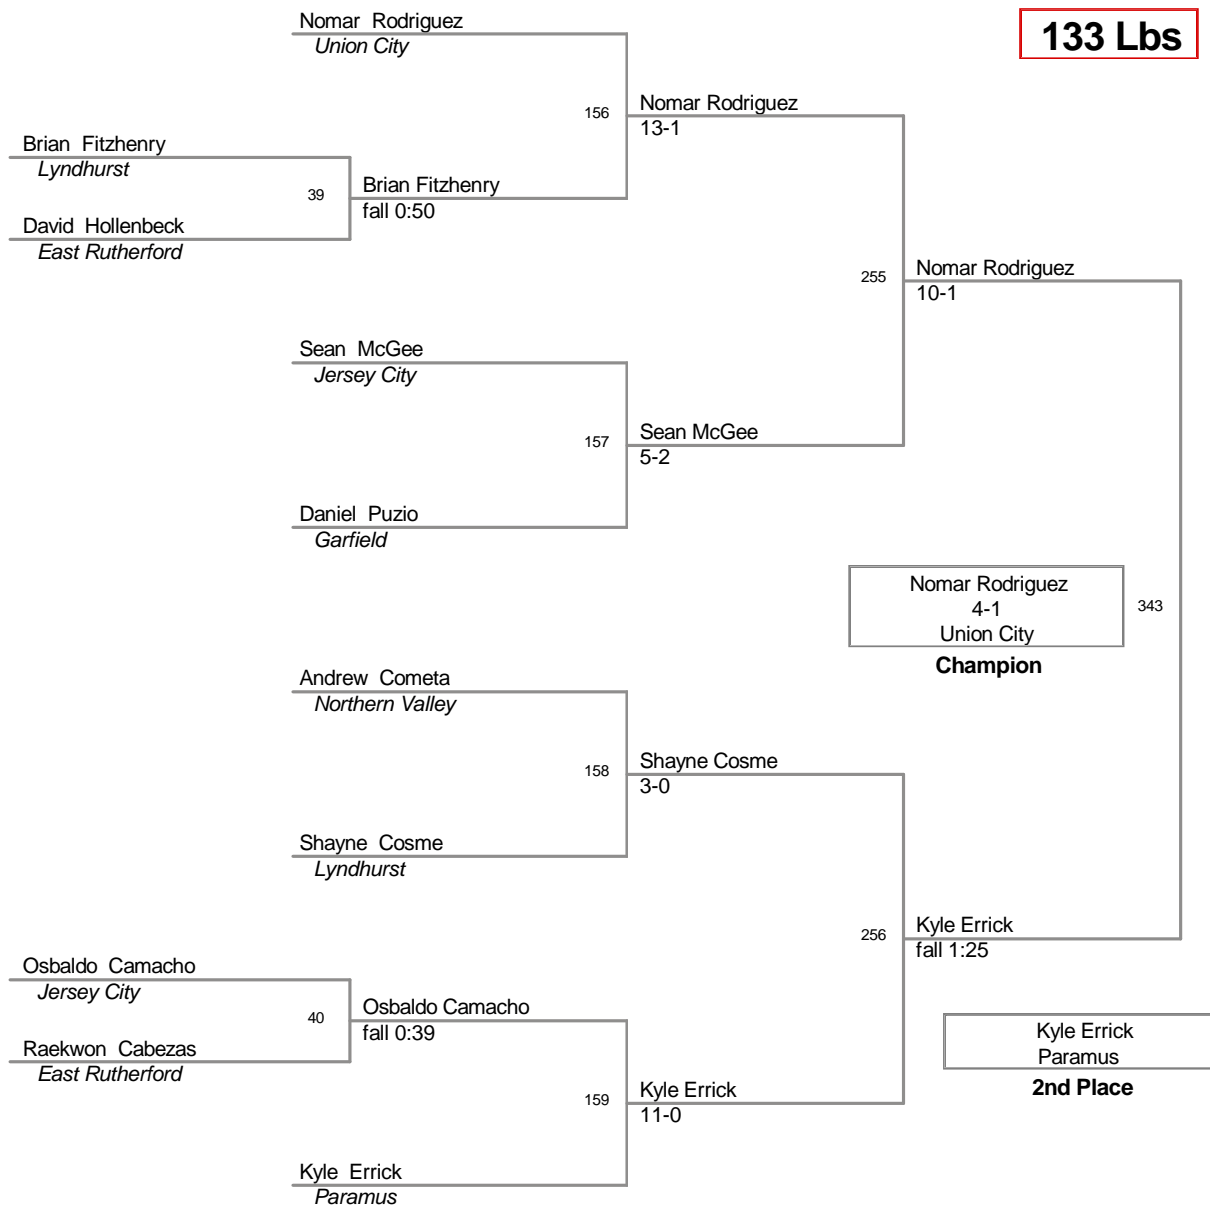 133 Lbs
Nomar Rodriguez
Union City
156
Nomar Rodriguez
13-1
Brian Fitzhenry
Lyndhurst
39
Brian Fitzhenry
fall 0:50
David Hollenbeck
East Rutherford
255
Nomar Rodriguez
10-1
Sean McGee
Jersey City
157
Sean McGee
5-2
Daniel Puzio
Garfield
Nomar Rodriguez
4-1
Union City
343
Champion
Andrew Cometa
Northern Valley
158
Shayne Cosme
3-0
Shayne Cosme
Lyndhurst
256
Kyle Errick
fall 1:25
Osbaldo Camacho
Jersey City
40
Osbaldo Camacho
fall 0:39
Raekwon Cabezas
East Rutherford
Kyle Errick
Paramus
2nd Place
159
Kyle Errick
11-0
Kyle Errick
Paramus